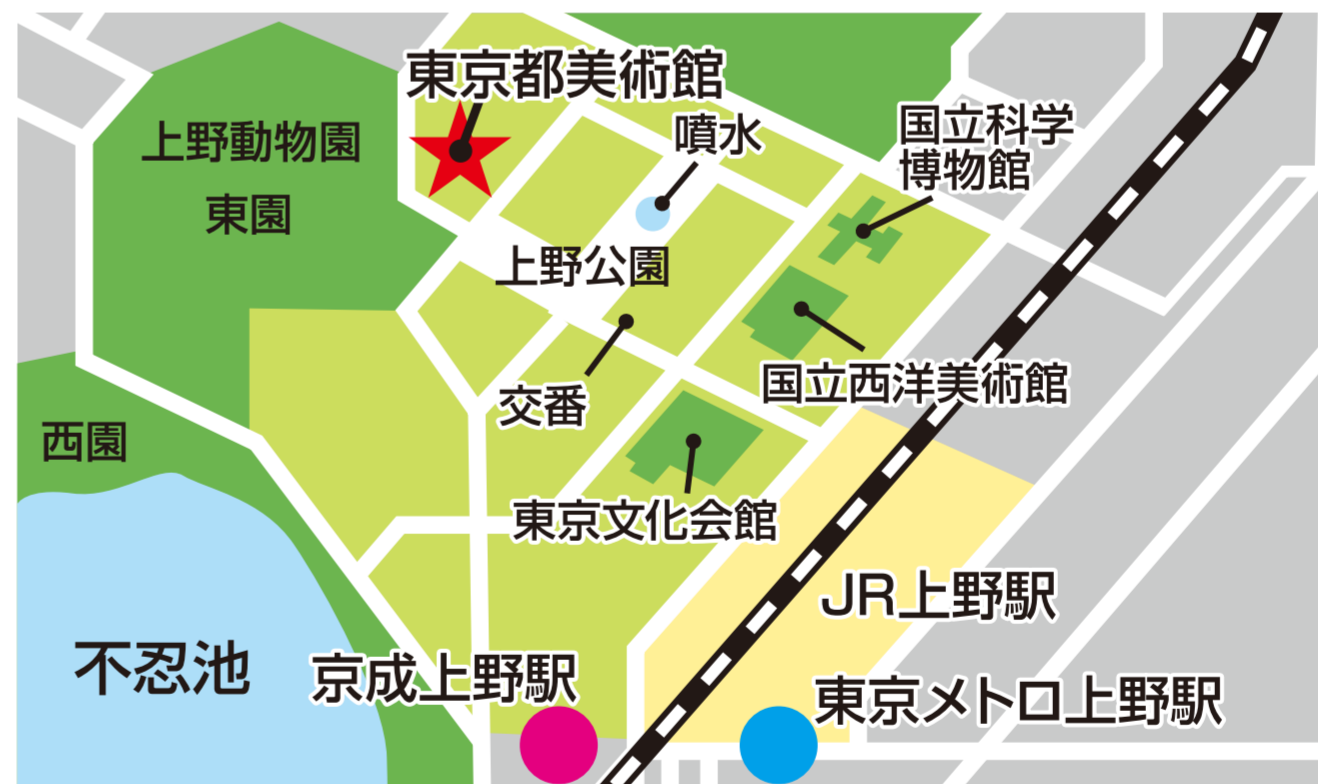 東京都美術館
噴水
国立科学
博物館
上野動物園
東園
上野公園
交番
国立西洋美術館
西園
東京文化会館
JR上野駅
不忍池
京成上野駅
東京メトロ上野駅